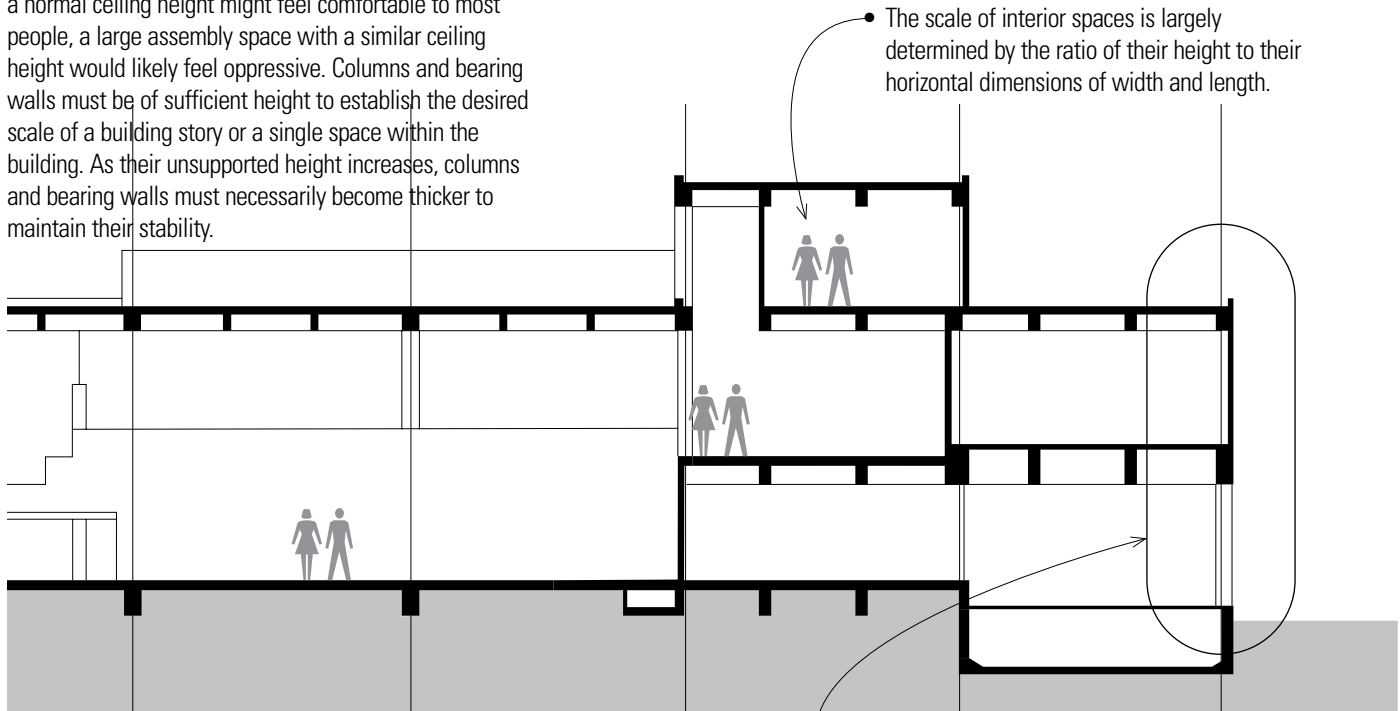 a normal ceiling height might feel comfortable to most
people, a large assembly space with a similar ceiling
height would likely feel oppressive. Columns and bearing
walls must be of sufficient height to establish the desired
scale of a building story or a single space within the
building. As their unsupported height increases, columns
and bearing walls must necessarily become thicker to
maintain their stability.
• The scale of interior spaces is largely
determined by the ratio of their height to their
horizontal dimensions of width and length.